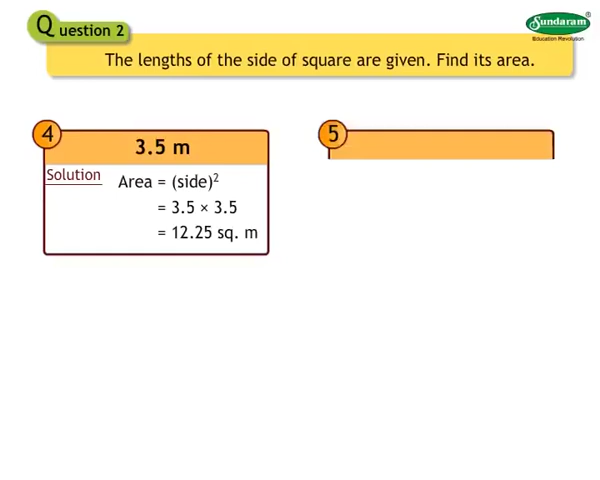 Question 2
Sundaram®
Education Revolution
The lengths of the side of square are given. Find its area.
4
3.5 m
Solution
Area = (side)²
= 3.5 × 3.5
= 12.25 sq. m
5